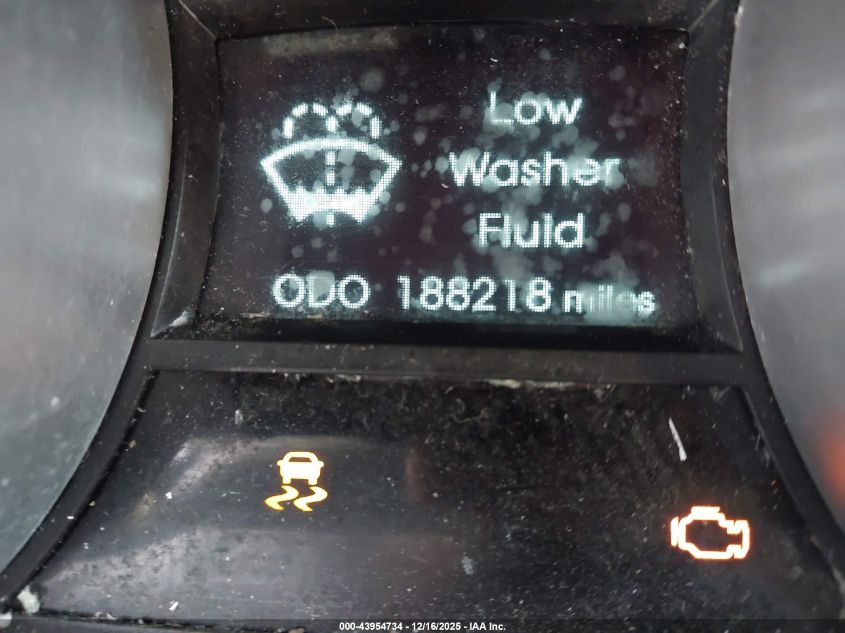 Low
Washer
Fluid
ODO 188218 miles
000-43954734 - 12/16/2025 - IAA Inc.